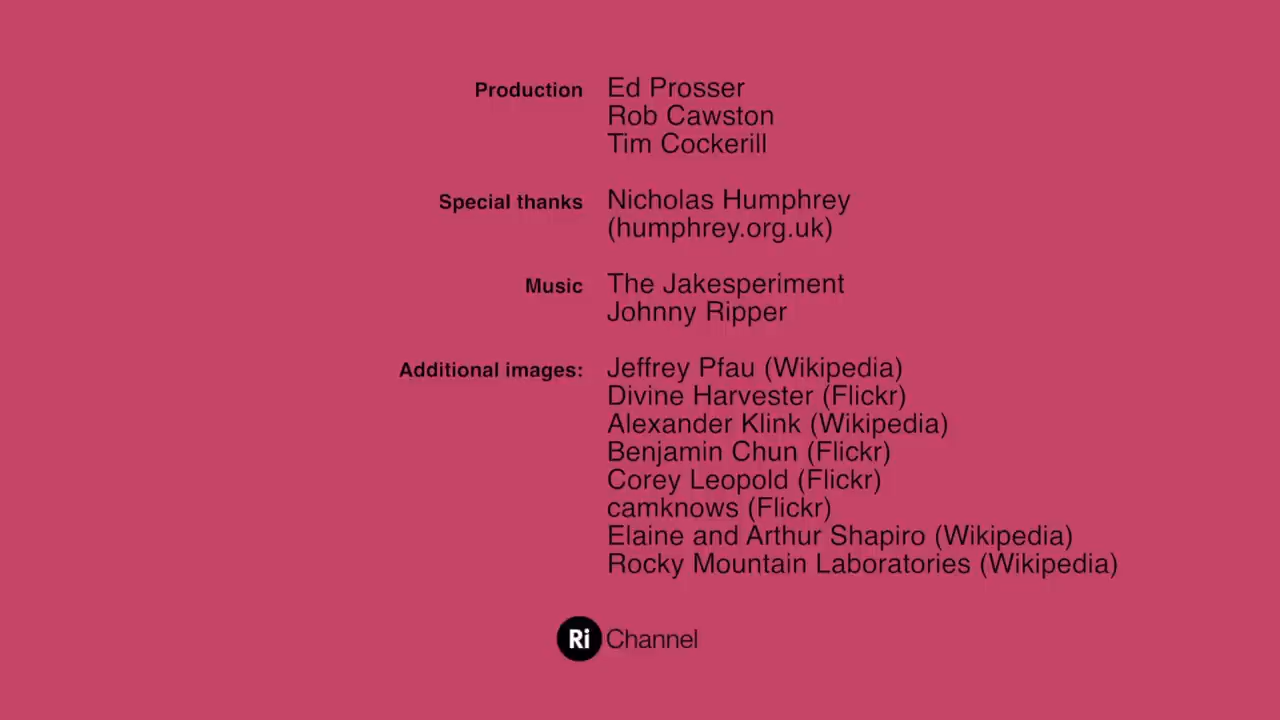 Production Ed Prosser
Rob Cawston
Tim Cockerill
Special thanks Nicholas Humphrey
(humphrey.org.uk)
Music The Jakesperiment
Johnny Ripper
Additional images: Jeffrey Pfau (Wikipedia)
Divine Harvester (Flickr)
Alexander Klink (Wikipedia)
Benjamin Chun (Flickr)
Corey Leopold (Flickr)
camknows (Flickr)
Elaine and Arthur Shapiro (Wikipedia)
Rocky Mountain Laboratories (Wikipedia)
Ri Channel